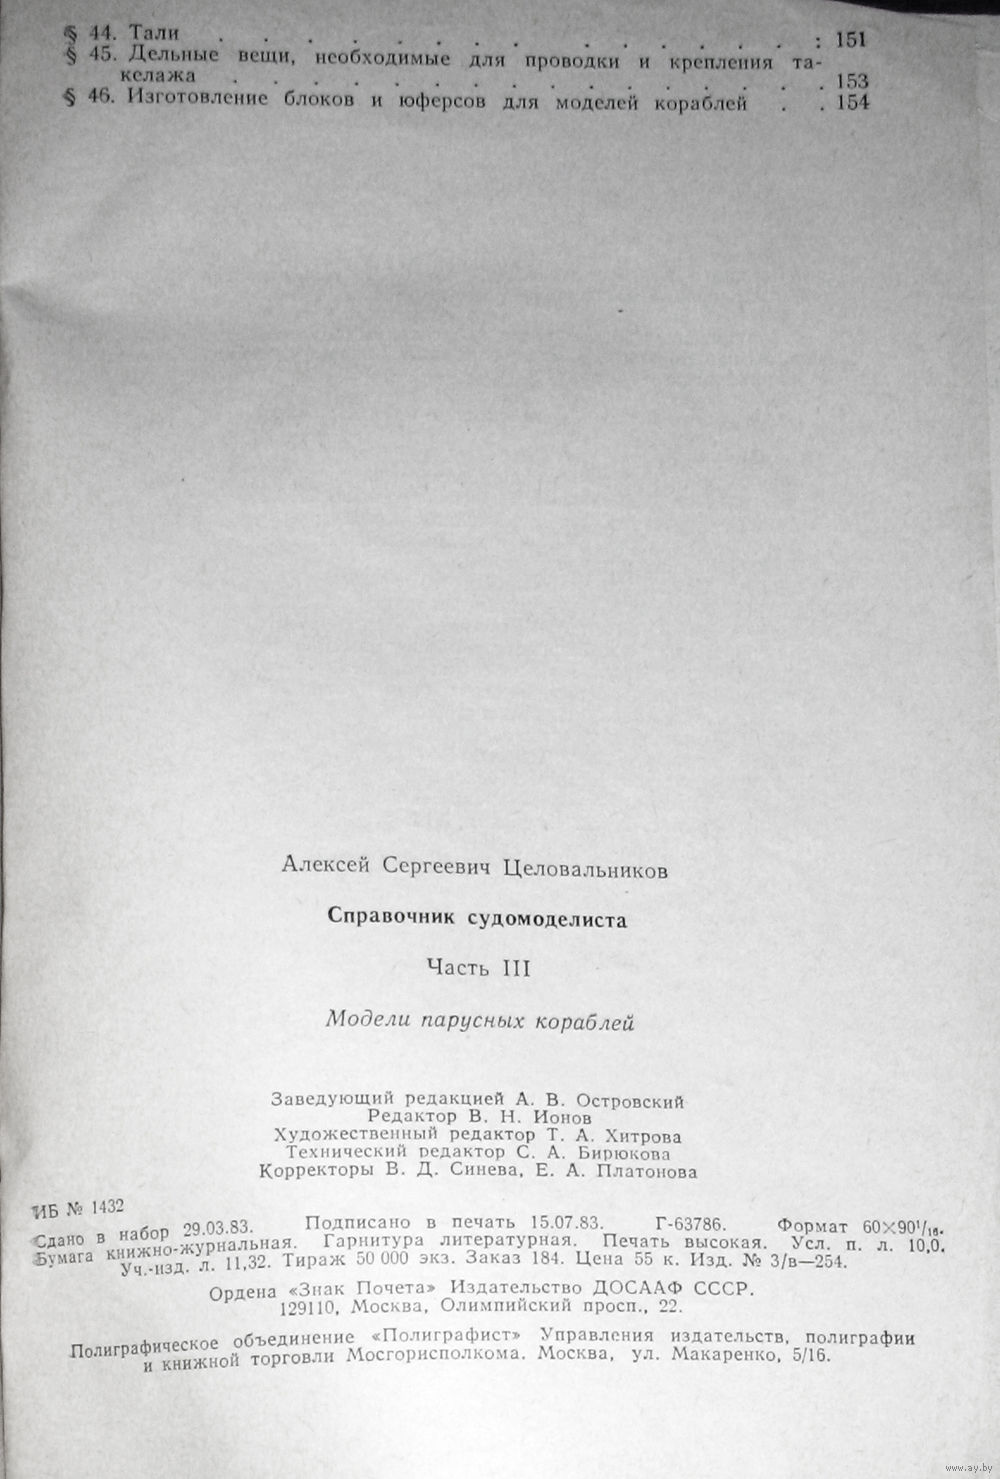 § 44. Тали . . . . . . . . . . . . . : 151
§ 45. Дельные вещи, необходимые для проводки и крепления та-
келажа . . . . . . . . . . . . . . . 153
§ 46. Изготовление блоков и юферсов для моделей кораблей . . 154
Алексей Сергеевич Целовальников
Справочник судомоделиста
Часть III
Модели парусных кораблей
Заведующий редакцией А. В. Островский
Редактор В. Н. Ионов
Художественный редактор Т. А. Хитрова
Технический редактор С. А. Бирюкова
Корректоры В. Д. Синева, Е. А. Платонова
ИБ № 1432
Сдано в набор 29.03.83. Подписано в печать 15.07.83. Г-63786. Формат 60×90¹/₁₆.
Бумага книжно-журнальная. Гарнитура литературная. Печать высокая. Усл. п. л. 10,0.
Уч.-изд. л. 11,32. Тираж 50 000 экз. Заказ 184. Цена 55 к. Изд. № 3/в—254.
Ордена «Знак Почета» Издательство ДОСААФ СССР.
129110, Москва, Олимпийский просп., 22.
Полиграфическое объединение «Полиграфист» Управления издательств, полиграфии
и книжной торговли Мосгорисполкома. Москва, ул. Макаренко, 5/16.
www.ay.by